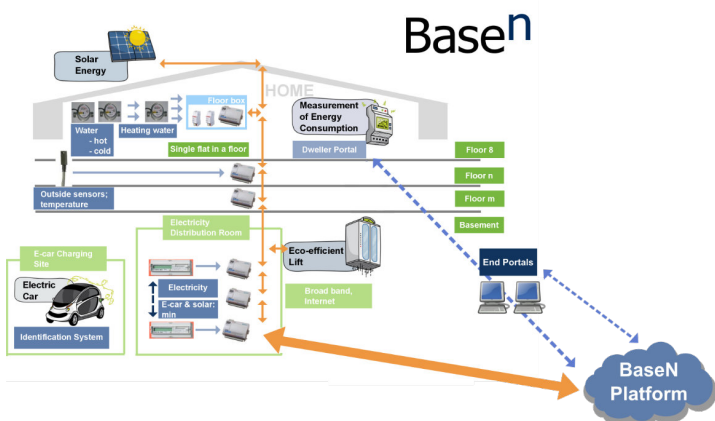 Baseⁿ
Solar
Energy
HOME
Floor box
Measurement
of Energy
Consumption
Water
- hot
- cold
Heating water
Single flat in a floor
Dweller Portal
Floor 8
Floor n
Outside sensors;
temperature
Floor m
Electricity
Distribution Room
Basement
E-car Charging
Site
Eco-efficient
Lift
End Portals
Electric
Car
Electricity
E-car & solar:
min
Broad band,
Internet
Identification System
BaseN
Platform